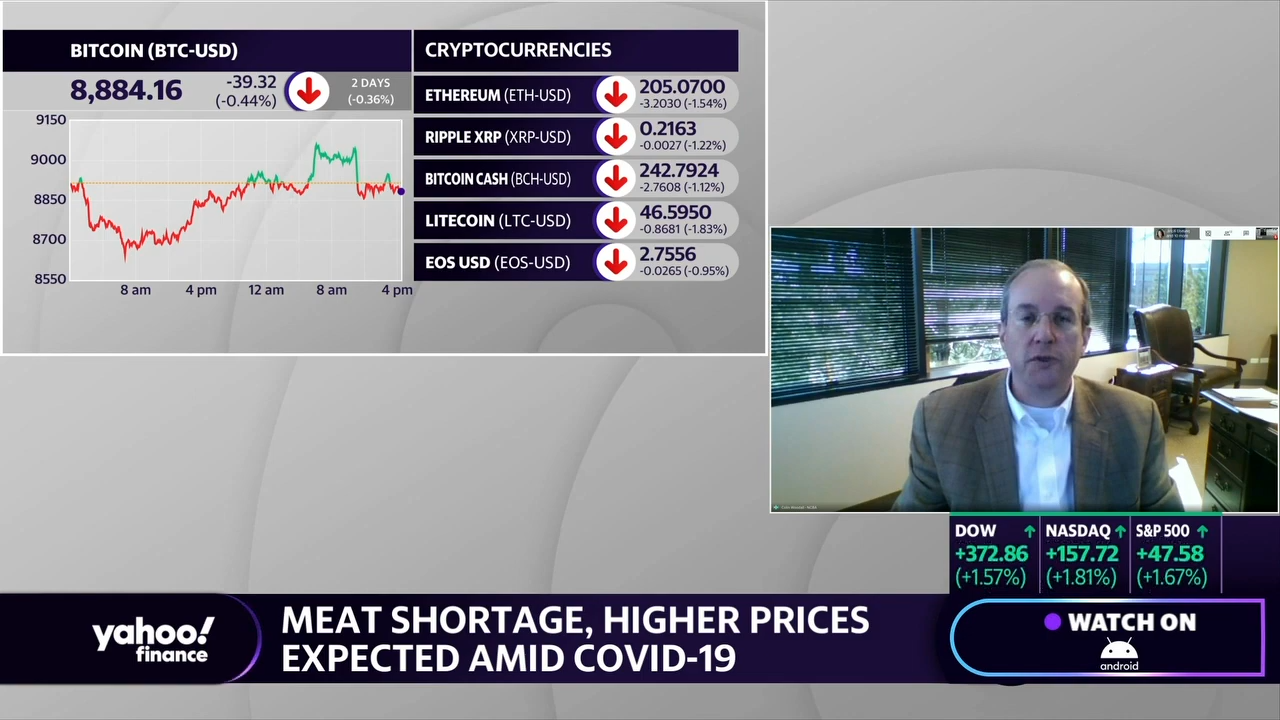 BITCOIN (BTC-USD)
8,884.16
-39.32
(-0.44%)
2 DAYS
(-0.36%)
9150
9000
8850
8700
8550
8 am
4 pm
12 am
8 am
4 pm
CRYPTOCURRENCIES
ETHEREUM (ETH-USD)
205.0700
-3.2030 (-1.54%)
RIPPLE XRP (XRP-USD)
0.2163
-0.0027 (-1.22%)
BITCOIN CASH (BCH-USD)
242.7924
-2.7608 (-1.12%)
LITECOIN (LTC-USD)
46.5950
-0.8681 (-1.83%)
EOS USD (EOS-USD)
2.7556
-0.0265 (-0.95%)
DOW
+372.86
(+1.57%)
NASDAQ
+157.72
(+1.81%)
S&P 500
+47.58
(+1.67%)
yahoo!
finance
MEAT SHORTAGE, HIGHER PRICES
EXPECTED AMID COVID-19
WATCH ON
android